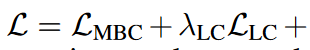 ℒ = ℒ_MBC + λ_LC ℒ_LC +